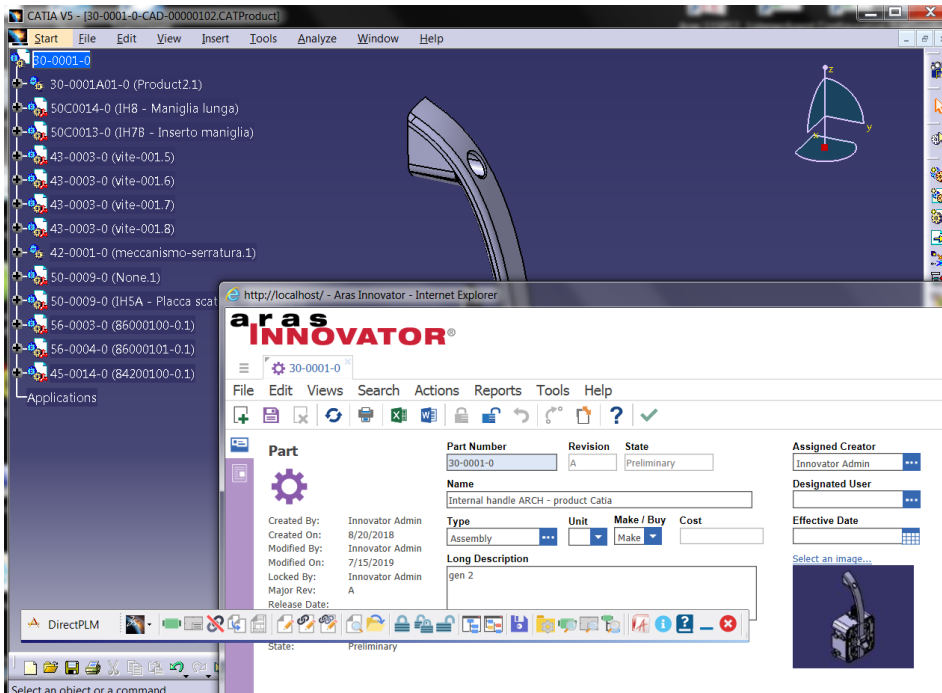 CATIA V5 - [30-0001-0-CAD-00000102.CATProduct]
Start File Edit View Insert Tools Analyze Window Help
30-0001-0
30-0001A01-0 (Product2.1)
50C0014-0 (IH8 - Maniglia lunga)
50C0013-0 (IH7B - Inserto maniglia)
43-0003-0 (vite-001.5)
43-0003-0 (vite-001.6)
43-0003-0 (vite-001.7)
43-0003-0 (vite-001.8)
42-0001-0 (meccanismo-serratura.1)
50-0009-0 (None.1)
50-0009-0 (IH5A - Placca scat
56-0003-0 (86000100-0.1)
56-0004-0 (86000101-0.1)
45-0014-0 (84200100-0.1)
Applications
z
y
x
http://localhost/ - Aras Innovator - Internet Explorer
aras
INNOVATOR®
30-0001-0
File Edit Views Search Actions Reports Tools Help
Part
Part Number Revision State
30-0001-0 A Preliminary
Name
Internal handle ARCH - product Catia
Type Unit Make / Buy Cost
Assembly Make
Long Description
gen 2
Assigned Creator
Innovator Admin
Designated User
Effective Date
Select an image...
Created By: Innovator Admin
Created On: 8/20/2018
Modified By: Innovator Admin
Modified On: 7/15/2019
Locked By: Innovator Admin
Major Rev: A
Release Date:
State: Preliminary
DirectPLM
Select an object or a command